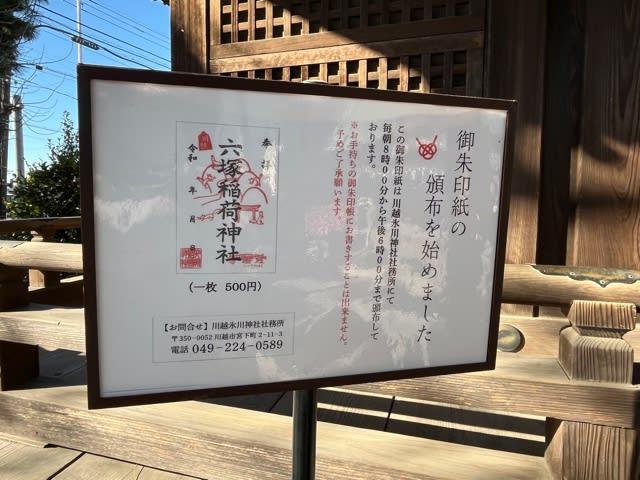 御朱印紙の
頒布を始めました
この御朱印紙は川越氷川神社社務所にて
毎朝8時00分から午後6時00分まで頒布して
おります。
※お手持ちの御朱印帳にお書きすることは出来ません。
予めご了承願います。
奉拝
六塚稲荷神社
令和 年 月 日
(一枚 500円)
【お問合せ】川越氷川神社社務所
〒350-0052 川越市宮下町 2-11-3
電話 049-224-0589